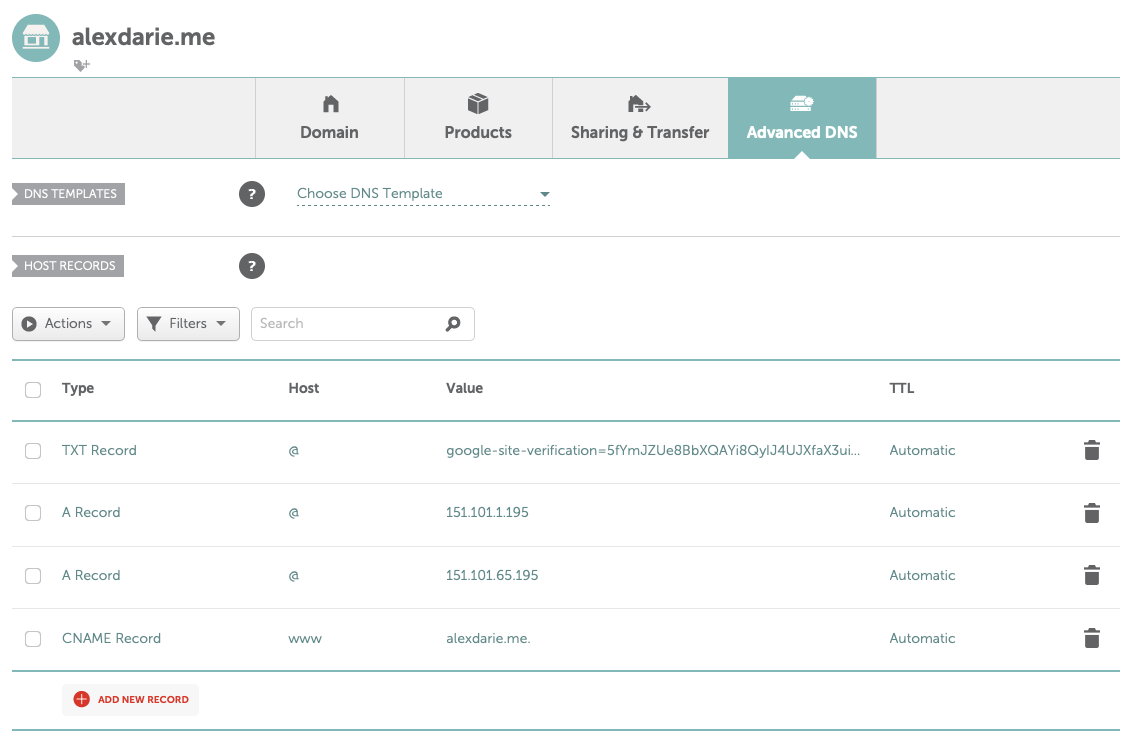 alexdarie.me
Domain
Products
Sharing & Transfer
Advanced DNS
DNS TEMPLATES
?
Choose DNS Template
HOST RECORDS
?
Actions
Filters
Search
Type Host Value TTL
TXT Record @ google-site-verification=5fYmJZUe8BbXQAYi8QyIJ4UJXfaX3ui... Automatic
A Record @ 151.101.1.195 Automatic
A Record @ 151.101.65.195 Automatic
CNAME Record www alexdarie.me. Automatic
ADD NEW RECORD